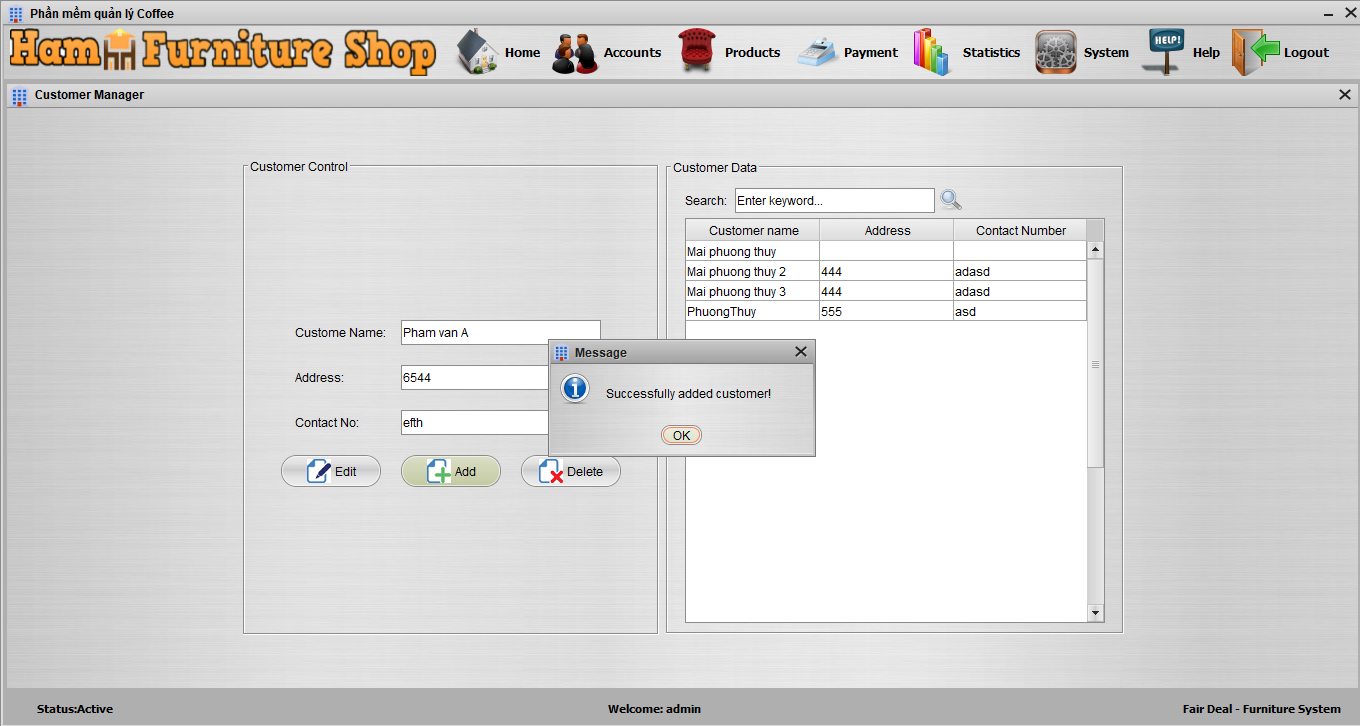 Phần mềm quản lý Coffee
Ham Furniture Shop
Home
Accounts
Products
Payment
Statistics
System
HELP!
Help
Logout
Customer Manager
Customer Control
Custome Name: Pham van A
Address: 6544
Contact No: efth
Edit
Add
Delete
Customer Data
Search: Enter keyword...
Customer name Address Contact Number
Mai phuong thuy
Mai phuong thuy 2 444 adasd
Mai phuong thuy 3 444 adasd
PhuongThuy 555 asd
Message
Successfully added customer!
OK
Status:Active
Welcome: admin
Fair Deal - Furniture System